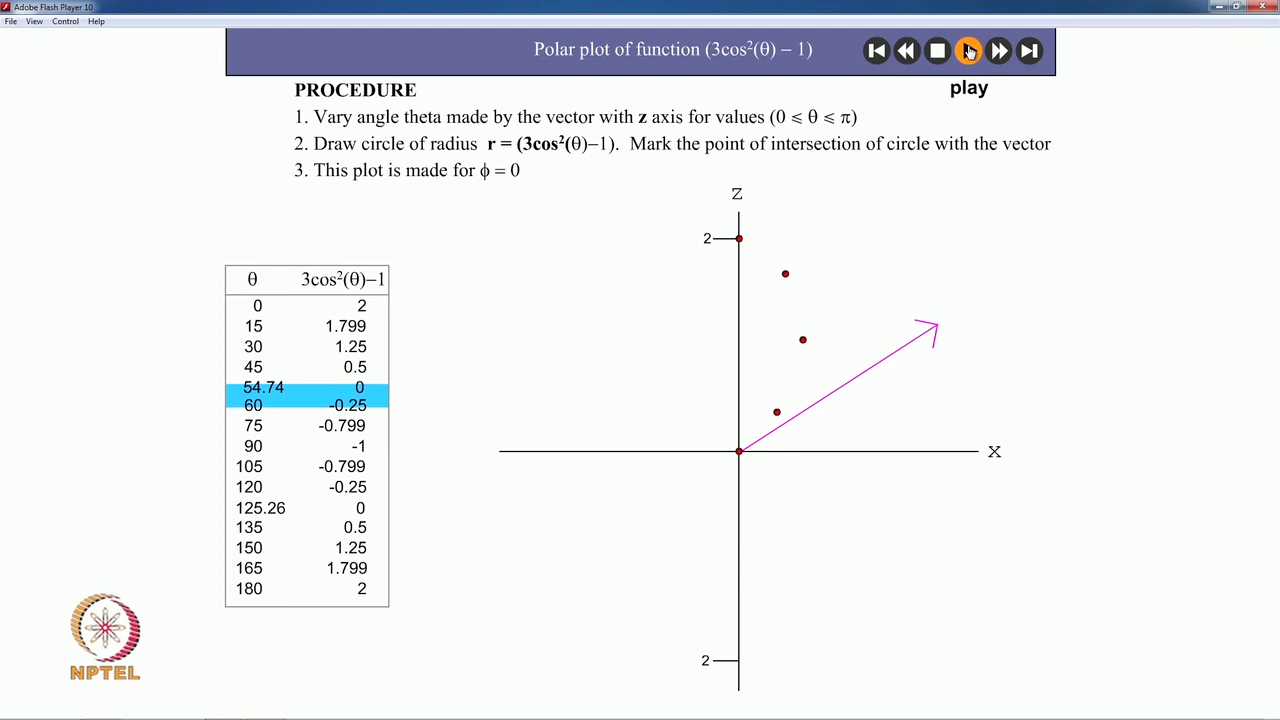 Adobe Flash Player 10
File View Control Help
Polar plot of function (3cos²(θ) − 1)
play
PROCEDURE
1. Vary angle theta made by the vector with z axis for values (0 ⩽ θ ⩽ π)
2. Draw circle of radius r = (3cos²(θ)−1). Mark the point of intersection of circle with the vector
3. This plot is made for ϕ = 0
Z
2
X
2
θ 3cos²(θ)−1
0 2
15 1.799
30 1.25
45 0.5
54.74 0
60 -0.25
75 -0.799
90 -1
105 -0.799
120 -0.25
125.26 0
135 0.5
150 1.25
165 1.799
180 2
NPTEL